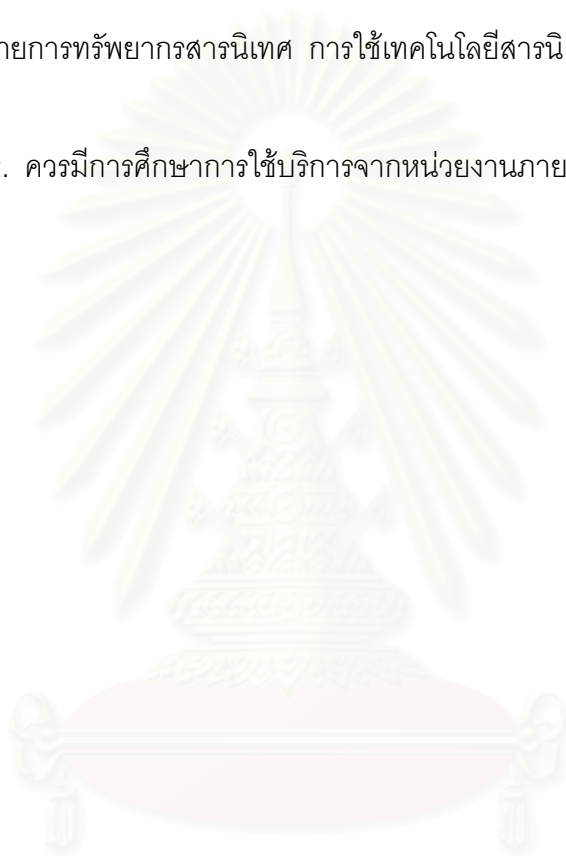 ายการทรัพยากรสารนิเทศ การใช้เทคโนโลยีสารนิ
. ควรมีการศึกษาการใช้บริการจากหน่วยงานภาย